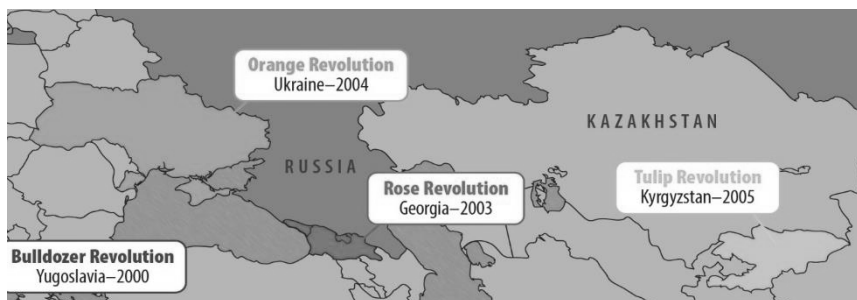 Orange Revolution
Ukraine–2004
KAZAKHSTAN
RUSSIA
Tulip Revolution
Kyrgyzstan–2005
Rose Revolution
Georgia–2003
Bulldozer Revolution
Yugoslavia–2000